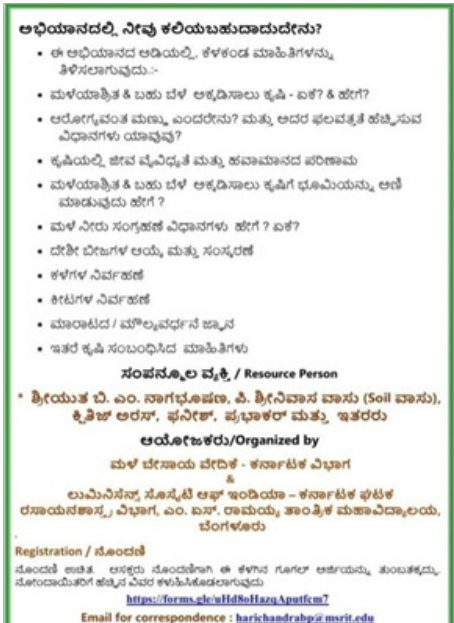 ಅಭಿಯಾನದಲ್ಲಿ ನೀವು ಕಲಿಯಬಹುದಾದುದೇನು?
• ಈ ಅಭಿಯಾನದ ಅಡಿಯಲ್ಲಿ, ಕೆಳಕಂಡ ಮಾಹಿತಿಗಳನ್ನು
ತಿಳಿಸಲಾಗುವುದು.:-
• ಮಳೆಯಾಶ್ರಿತ & ಬಹು ಬೆಳೆ ಅಕ್ಕಡಿಸಾಲು ಕೃಷಿ - ಏಕೆ? & ಹೇಗೆ?
• ಆರೋಗ್ಯವಂತ ಮಣ್ಣು ಎಂದರೇನು? ಮತ್ತು ಅದರ ಫಲವತ್ತತೆ ಹೆಚ್ಚಿಸುವ
ವಿಧಾನಗಳು ಯಾವುವು?
• ಕೃಷಿಯಲ್ಲಿ ಜೀವ ವೈವಿಧ್ಯತೆ ಮತ್ತು ಹವಾಮಾನದ ಪರಿಣಾಮ
• ಮಳೆಯಾಶ್ರಿತ & ಬಹು ಬೆಳೆ ಅಕ್ಕಡಿಸಾಲು ಕೃಷಿಗೆ ಭೂಮಿಯನ್ನು ಅಣಿ
ಮಾಡುವುದು ಹೇಗೆ ?
• ಮಳೆ ನೀರು ಸಂಗ್ರಹಣೆ ವಿಧಾನಗಳು ಹೇಗೆ ? ಏಕೆ?
• ದೇಶೀ ಬೀಜಗಳ ಆಯ್ಕೆ ಮತ್ತು ಸಂಸ್ಕರಣೆ
• ಕಳೆಗಳ ನಿರ್ವಹಣೆ
• ಕೀಟಗಳ ನಿರ್ವಹಣೆ
• ಮಾರಾಟದ / ಮೌಲ್ಯವರ್ಧನೆ ಜ್ಞಾನ
• ಇತರೆ ಕೃಷಿ ಸಂಬಂಧಿಸಿದ ಮಾಹಿತಿಗಳು
ಸಂಪನ್ಮೂಲ ವ್ಯಕ್ತಿ / Resource Person
* ಶ್ರೀಯುತ ಬಿ. ಎಂ. ನಾಗಭೂಷಣ, ಪಿ. ಶ್ರೀನಿವಾಸ ವಾಸು (Soil ವಾಸು),
ಕ್ಷಿತಿಜ್ ಅರಸ್, ಫನೀಶ್, ಪ್ರಭಾಕರ್ ಮತ್ತು ಇತರರು
ಆಯೋಜಕರು/Organized by
ಮಳೆ ಬೇಸಾಯ ವೇದಿಕೆ - ಕರ್ನಾಟಕ ವಿಭಾಗ
&
ಲುಮಿನಿಸೆನ್ಸ್ ಸೊಸೈಟಿ ಆಫ್ ಇಂಡಿಯಾ – ಕರ್ನಾಟಕ ಘಟಕ
ರಸಾಯನಶಾಸ್ತ್ರ ವಿಭಾಗ, ಎಂ. ಎಸ್. ರಾಮಯ್ಯ ತಾಂತ್ರಿಕ ಮಹಾವಿದ್ಯಾಲಯ,
ಬೆಂಗಳೂರು
Registration / ನೊಂದಣಿ
ನೊಂದಣಿ ಉಚಿತ. ಆಸಕ್ತರು ನೊಂದಣಿಗಾಗಿ ಈ ಕೆಳಗಿನ ಗೂಗಲ್ ಅರ್ಜಿಯನ್ನು ತುಂಬತಕ್ಕದ್ದು.
ನೋಂದಾಯಿತರಿಗೆ ಹೆಚ್ಚಿನ ವಿವರ ಕಳುಹಿಸಿಕೊಡಲಾಗುವುದು
https://forms.gle/uHd8oHazqAputfcm7
Email for correspondence : harichandrabp@msrit.edu